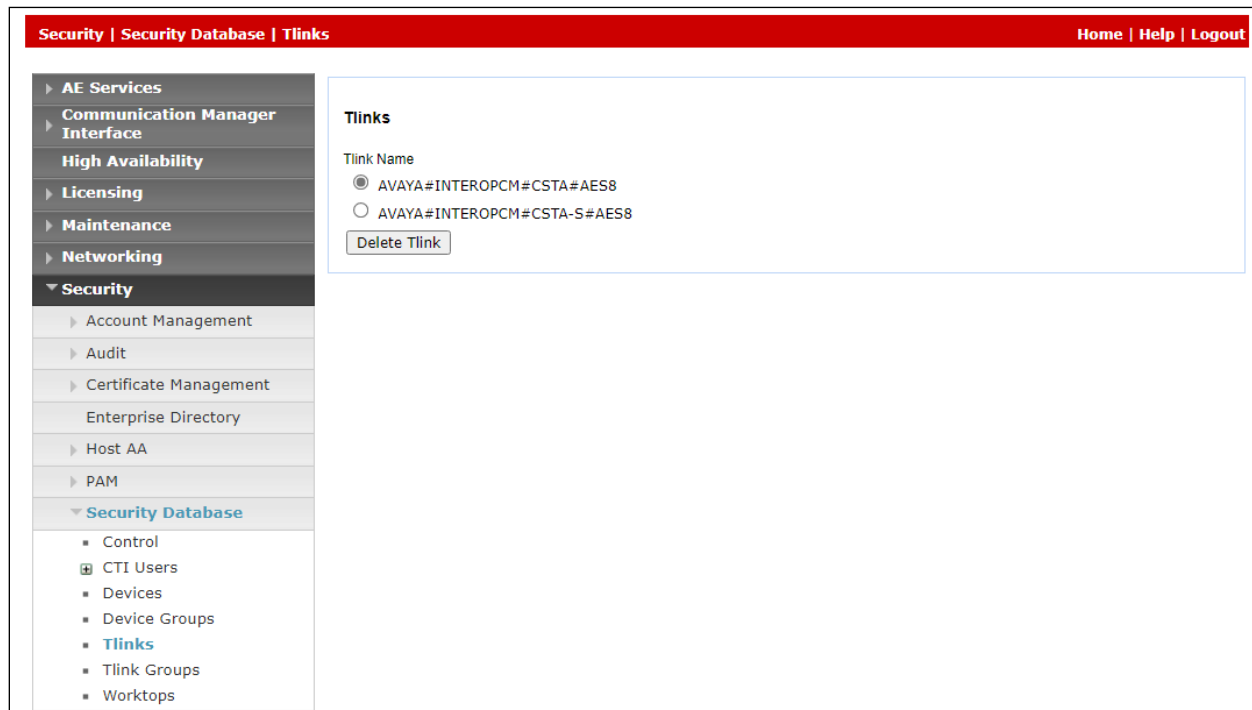 Security | Security Database | Tlinks
Home | Help | Logout
AE Services
Communication Manager
Interface
High Availability
Licensing
Maintenance
Networking
Security
Account Management
Audit
Certificate Management
Enterprise Directory
Host AA
PAM
Security Database
Control
CTI Users
Devices
Device Groups
Tlinks
Tlink Groups
Worktops
Tlinks
Tlink Name
AVAYA#INTEROPCM#CSTA#AES8
AVAYA#INTEROPCM#CSTA-S#AES8
Delete Tlink